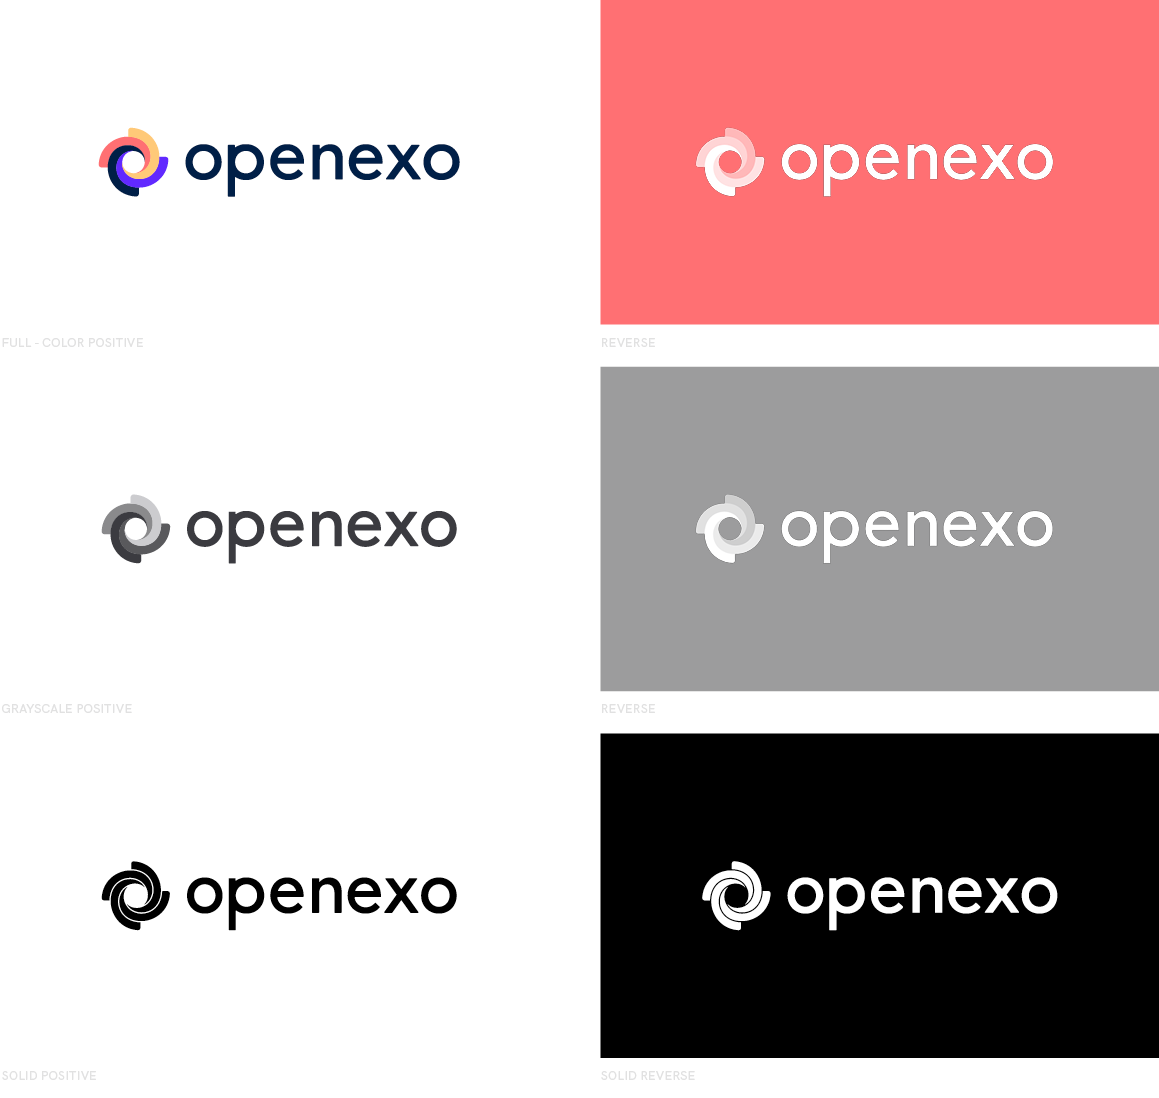 openexo
openexo
FULL - COLOR POSITIVE
REVERSE
openexo
openexo
GRAYSCALE POSITIVE
REVERSE
openexo
openexo
SOLID POSITIVE
SOLID REVERSE